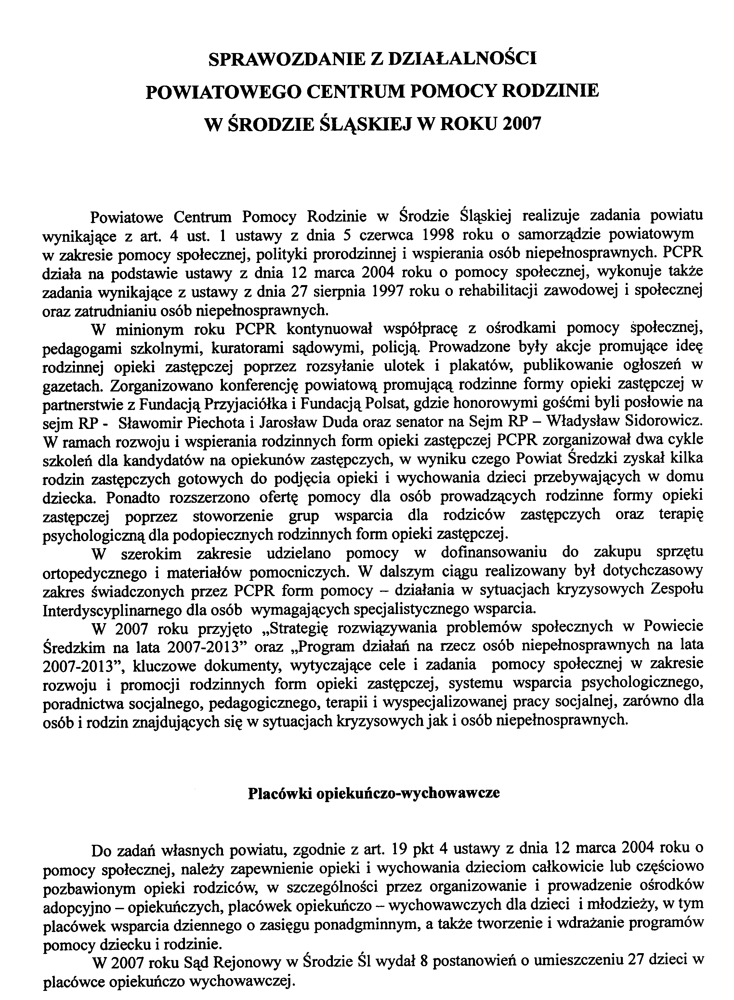 SPRAWOZDANIE Z DZIAŁALNOŚCI
POWIATOWEGO CENTRUM POMOCY RODZINIE
W ŚRODZIE ŚLĄSKIEJ W ROKU 2007
Powiatowe Centrum Pomocy Rodzinie w Środzie Śląskiej realizuje zadania powiatu
wynikające z art. 4 ust. 1 ustawy z dnia 5 czerwca 1998 roku o samorządzie powiatowym
w zakresie pomocy społecznej, polityki prorodzinnej i wspierania osób niepełnosprawnych. PCPR
działa na podstawie ustawy z dnia 12 marca 2004 roku o pomocy społecznej, wykonuje także
zadania wynikające z ustawy z dnia 27 sierpnia 1997 roku o rehabilitacji zawodowej i społecznej
oraz zatrudnianiu osób niepełnosprawnych.
W minionym roku PCPR kontynuował współpracę z ośrodkami pomocy społecznej,
pedagogami szkolnymi, kuratorami sądowymi, policją. Prowadzone były akcje promujące ideę
rodzinnej opieki zastępczej poprzez rozsyłanie ulotek i plakatów, publikowanie ogłoszeń w
gazetach. Zorganizowano konferencję powiatową promującą rodzinne formy opieki zastępczej w
partnerstwie z Fundacją Przyjaciółka i Fundacją Polsat, gdzie honorowymi gośćmi byli posłowie na
sejm RP - Sławomir Piechota i Jarosław Duda oraz senator na Sejm RP – Władysław Sidorowicz.
W ramach rozwoju i wspierania rodzinnych form opieki zastępczej PCPR zorganizował dwa cykle
szkoleń dla kandydatów na opiekunów zastępczych, w wyniku czego Powiat Średzki zyskał kilka
rodzin zastępczych gotowych do podjęcia opieki i wychowania dzieci przebywających w domu
dziecka. Ponadto rozszerzono ofertę pomocy dla osób prowadzących rodzinne formy opieki
zastępczej poprzez stoworzenie grup wsparcia dla rodziców zastępczych oraz terapię
psychologiczną dla podopiecznych rodzinnych form opieki zastępczej.
W szerokim zakresie udzielano pomocy w dofinansowaniu do zakupu sprzętu
ortopedycznego i materiałów pomocniczych. W dalszym ciągu realizowany był dotychczasowy
zakres świadczonych przez PCPR form pomocy – działania w sytuacjach kryzysowych Zespołu
Interdyscyplinarnego dla osób wymagających specjalistycznego wsparcia.
W 2007 roku przyjęto „Strategię rozwiązywania problemów społecznych w Powiecie
Średzkim na lata 2007-2013” oraz „Program działań na rzecz osób niepełnosprawnych na lata
2007-2013”, kluczowe dokumenty, wytyczające cele i zadania pomocy społecznej w zakresie
rozwoju i promocji rodzinnych form opieki zastępczej, systemu wsparcia psychologicznego,
poradnictwa socjalnego, pedagogicznego, terapii i wyspecjalizowanej pracy socjalnej, zarówno dla
osób i rodzin znajdujących się w sytuacjach kryzysowych jak i osób niepełnosprawnych.
Placówki opiekuńczo-wychowawcze
Do zadań własnych powiatu, zgodnie z art. 19 pkt 4 ustawy z dnia 12 marca 2004 roku o
pomocy społecznej, należy zapewnienie opieki i wychowania dzieciom całkowicie lub częściowo
pozbawionym opieki rodziców, w szczególności przez organizowanie i prowadzenie ośrodków
adopcyjno – opiekuńczych, placówek opiekuńczo – wychowawczych dla dzieci i młodzieży, w tym
placówek wsparcia dziennego o zasięgu ponadgminnym, a także tworzenie i wdrażanie programów
pomocy dziecku i rodzinie.
W 2007 roku Sąd Rejonowy w Środzie Śl wydał 8 postanowień o umieszczeniu 27 dzieci w
placówce opiekuńczo wychowawczej.